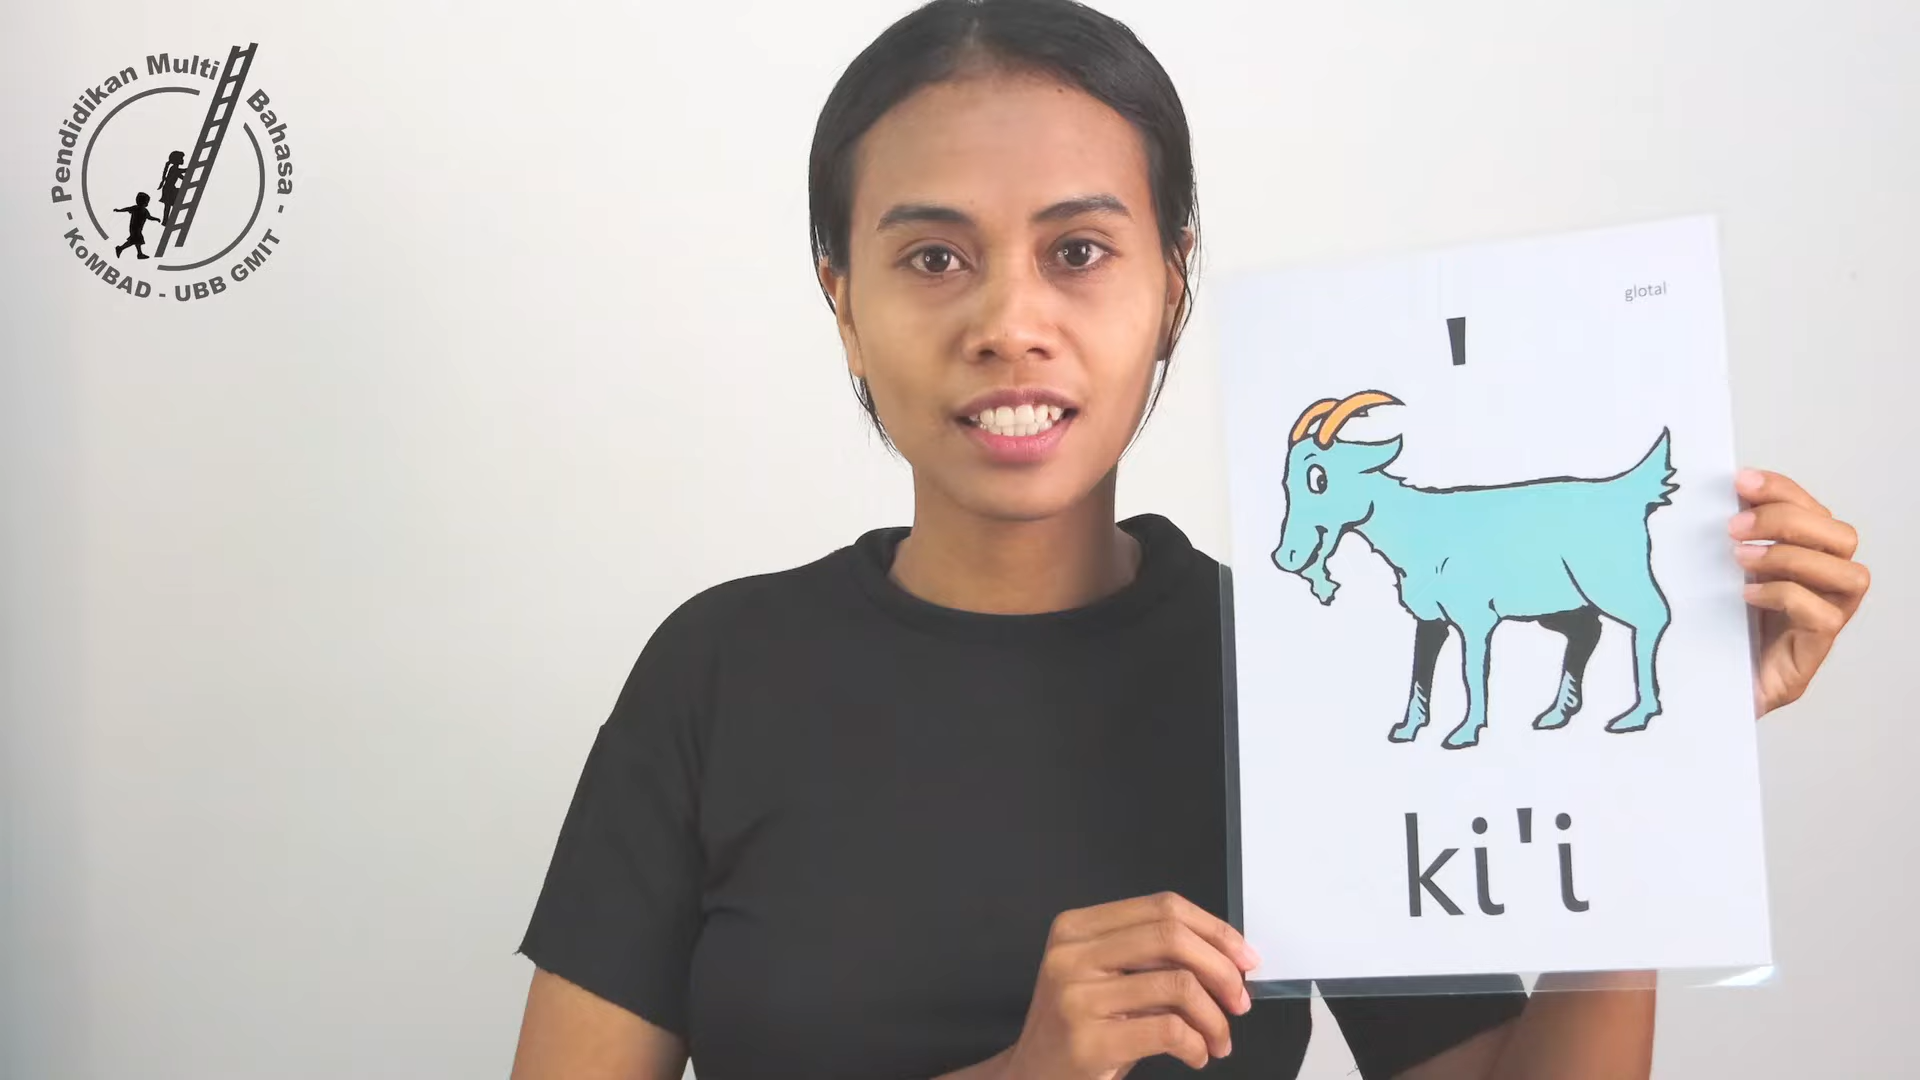 Pendidikan Multi Bahasa - KoMBAD - UBB GMIT -
glotal
'
ki'i